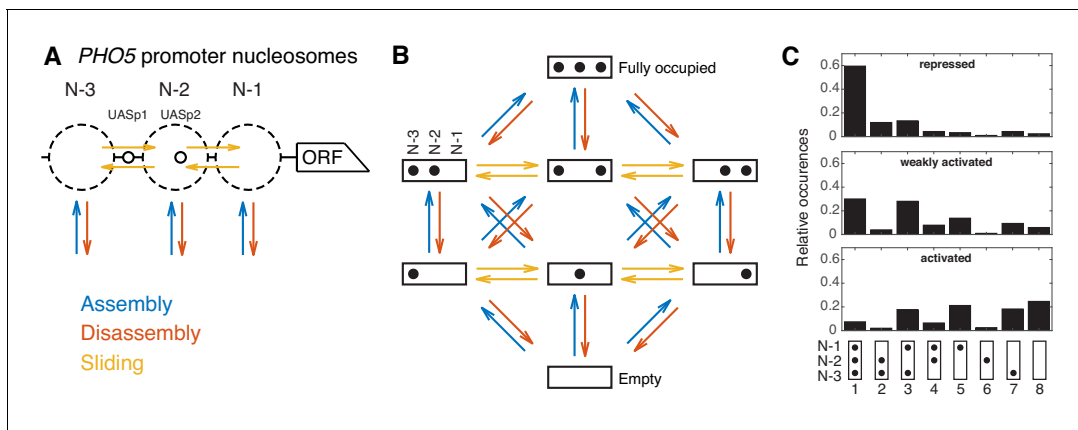 A PHO5 promoter nucleosomes
N-3 N-2 N-1
UASp1 UASp2
ORF
Assembly
Disassembly
Sliding
B
Fully occupied
N-3
N-2
N-1
Empty
C
Relative occurences
0.6
0.4
0.2
0
repressed
0.6
0.4
0.2
0
weakly activated
0.6
0.4
0.2
0
activated
N-1
N-2
N-3
1 2 3 4 5 6 7 8